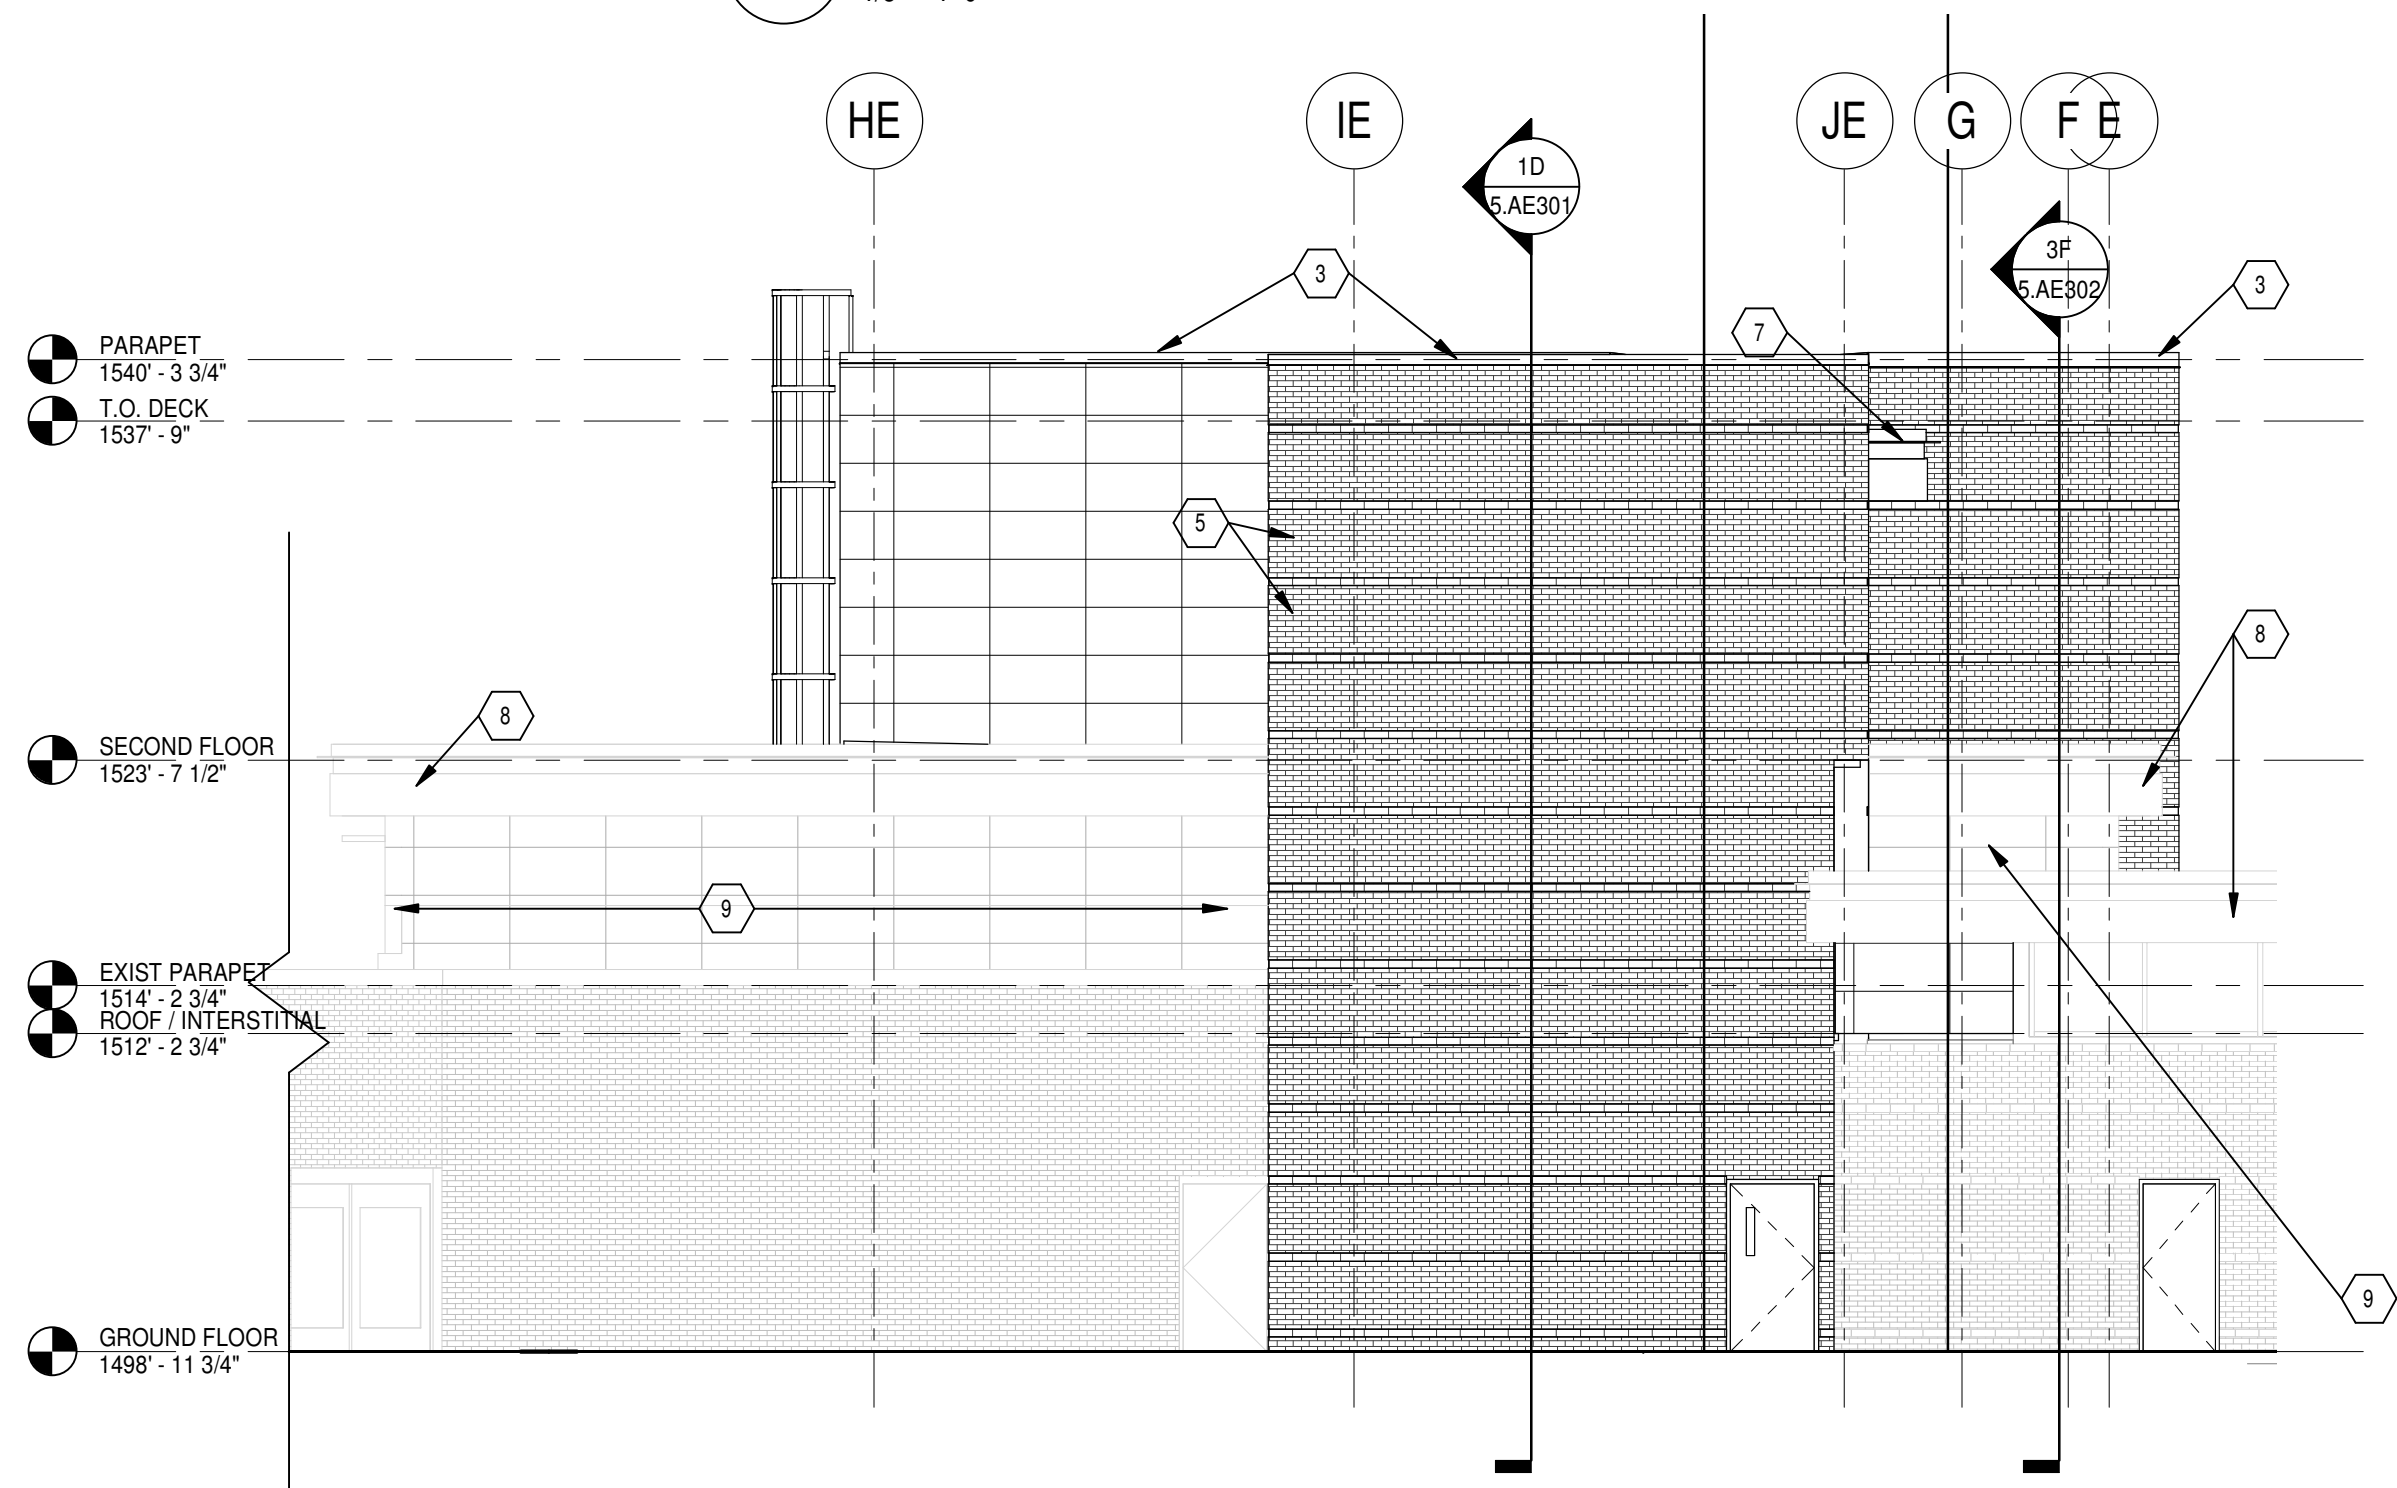 HE
IE
JE
G
F
E
1D
5.AE301
3F
5.AE302
3
3
7
PARAPET
1540' - 3 3/4"
T.O. DECK
1537' - 9"
5
8
8
SECOND FLOOR
1523' - 7 1/2"
9
EXIST PARAPET
1514' - 2 3/4"
ROOF / INTERSTITIAL
1512' - 2 3/4"
9
GROUND FLOOR
1498' - 11 3/4"